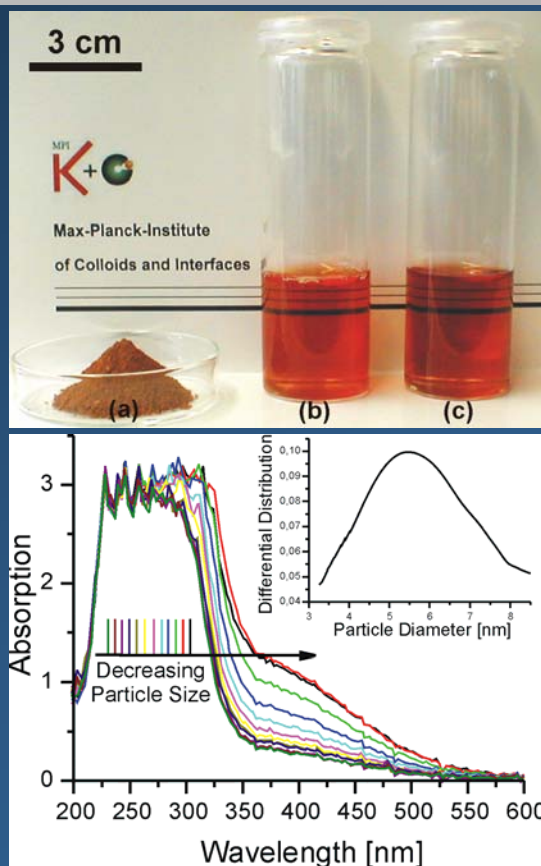 3 cm
MPI
K+
Max-Planck-Institute
of Colloids and Interfaces
(a)
(b)
(c)
Absorption
3
2
1
0
Decreasing
Particle Size
200 250 300 350 400 450 500 550 600
Wavelength [nm]
Differential Distribution
0,10
0,09
0,08
0,07
0,06
0,05
0,04
3 4 5 6 7 8
Particle Diameter [nm]